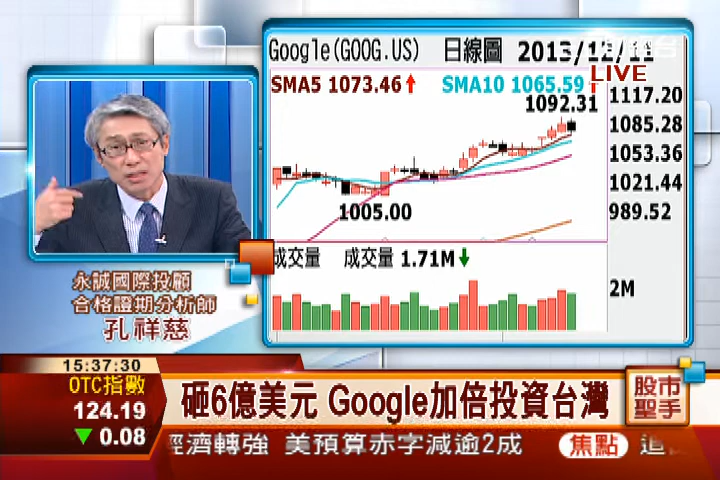 Google(GOOG.US) 日線圖 2013/12/11
LIVE
SMA5 1073.46 SMA10 1065.59
1092.31
1117.20
1085.28
1053.36
1021.44
989.52
1005.00
成交量 成交量 1.71M
2M
永誠國際投顧
合格證期分析師
孔祥慈
15:37:30
OTC指數
124.19
0.08
砸6億美元 Google加倍投資台灣
股市
聖手
經濟轉強 美預算赤字減逾2成 焦點